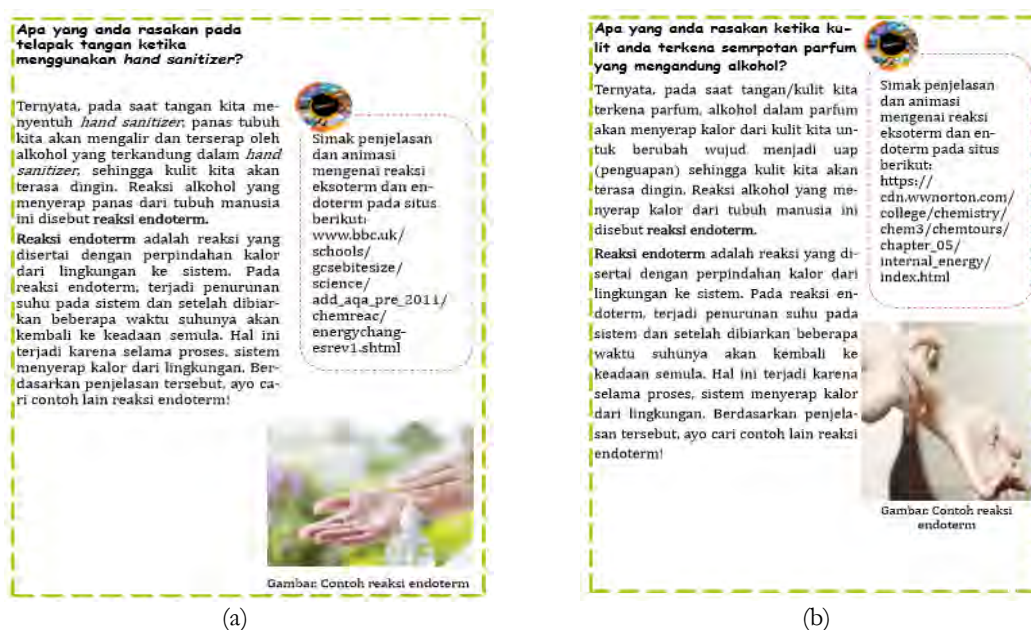 Apa yang anda rasakan pada
telapak tangan ketika
menggunakan hand sanitizer?
Ternyata, pada saat tangan kita me-
nyentuh hand sanitizer, panas tubuh
kita akan mengalir dan terserap oleh
alkohol yang terkandung dalam hand
sanitizer, sehingga kulit kita akan
terasa dingin. Reaksi alkohol yang
menyerap panas dari tubuh manusia
ini disebut reaksi endoterm.
Reaksi endoterm adalah reaksi yang
disertai dengan perpindahan kalor
dari lingkungan ke sistem. Pada
reaksi endoterm, terjadi penurunan
suhu pada sistem dan setelah dibiar-
kan beberapa waktu suhunya akan
kembali ke keadaan semula. Hal ini
terjadi karena selama proses, sistem
menyerap kalor dari lingkungan. Ber-
dasarkan penjelasan tersebut, ayo ca-
ri contoh lain reaksi endoterm!
Simak penjelasan
dan animasi
mengenai reaksi
eksoterm dan en-
doterm pada situs
berikut:
www.bbc.uk/
schools/
gcsebitesize/
science/
add_aqa_pre_2011/
chemreac/
energychang-
esrev1.shtml
Gambar: Contoh reaksi endoterm
(a)
Apa yang anda rasakan ketika ku-
lit anda terkena semrpotan parfum
yang mengandung alkohol?
Ternyata, pada saat tangan/kulit kita
terkena parfum, alkohol dalam parfum
akan menyerap kalor dari kulit kita un-
tuk berubah wujud menjadi uap
(penguapan) sehingga kulit kita akan
terasa dingin. Reaksi alkohol yang me-
nyerap kalor dari tubuh manusia ini
disebut reaksi endoterm.
Reaksi endoterm adalah reaksi yang di-
sertai dengan perpindahan kalor dari
lingkungan ke sistem. Pada reaksi en-
doterm, terjadi penurunan suhu pada
sistem dan setelah dibiarkan beberapa
waktu suhunya akan kembali ke
keadaan semula. Hal ini terjadi karena
selama proses, sistem menyerap kalor
dari lingkungan. Berdasarkan penjela-
san tersebut, ayo cari contoh lain reaksi
endoterm!
Simak penjelasan
dan animasi
mengenai reaksi
eksoterm dan en-
doterm pada situs
berikut:
https://
cdn.wwnorton.com/
college/chemistry/
chem3/chemtours/
chapter_05/
internal_energy/
index.html
Gambar: Contoh reaksi
endoterm
(b)